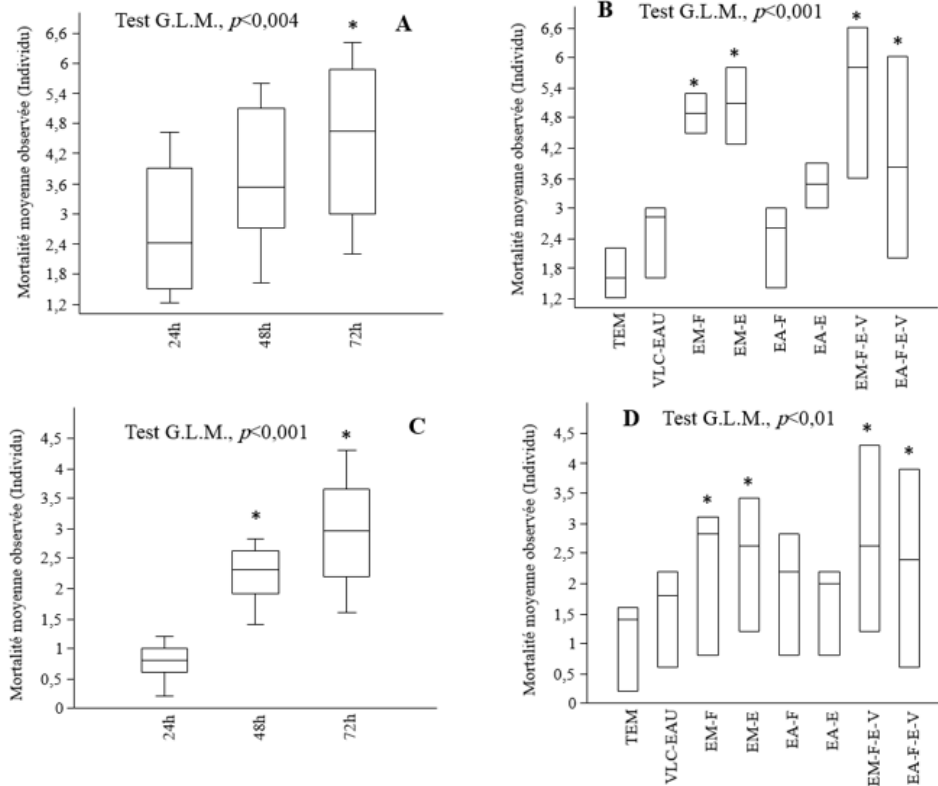 Test G.L.M., p<0,004
A
Mortalité moyenne observée (Individu)
6,6
6
5,4
4,8
4,2
3,6
3
2,4
1,8
1,2
*
24h
48h
72h
B
Test G.L.M., p<0,001
Mortalité moyenne observée (Individu)
6,6
6,6
5,4
4,8
4,2
3,6
3
2,4
1,8
1,2
*
*
*
*
TEM
VLC-EAU
EM-F
EM-E
EA-F
EA-E
EM-F-E-V
EA-F-E-V
Test G.L.M., p<0,001
C
Mortalité moyenne observée (Individu)
4,5
4
3,5
3
2,5
2
1,5
1
0,5
0
*
*
24h
48h
72h
D
Test G.L.M., p<0,01
Mortalité moyenne observée (Individu)
4,5
4
3,5
3
2,5
2
1,5
1
0,5
0
*
*
*
*
TEM
VLC-EAU
EM-F
EM-E
EA-F
EA-E
EM-F-E-V
EA-F-E-V